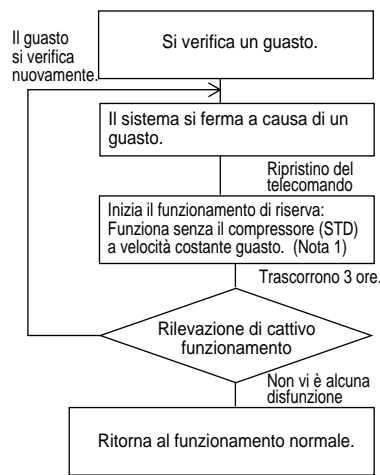 Il guasto
si verifica
nuovamente.
Si verifica un guasto.
Il sistema si ferma a causa di un
guasto.
Ripristino del
telecomando
Inizia il funzionamento di riserva:
Funziona senza il compressore (STD)
a velocità costante guasto.  (Nota 1)
Trascorrono 3 ore.
Rilevazione di cattivo
funzionamento
Non vi è alcuna
disfunzione
Ritorna al funzionamento normale.